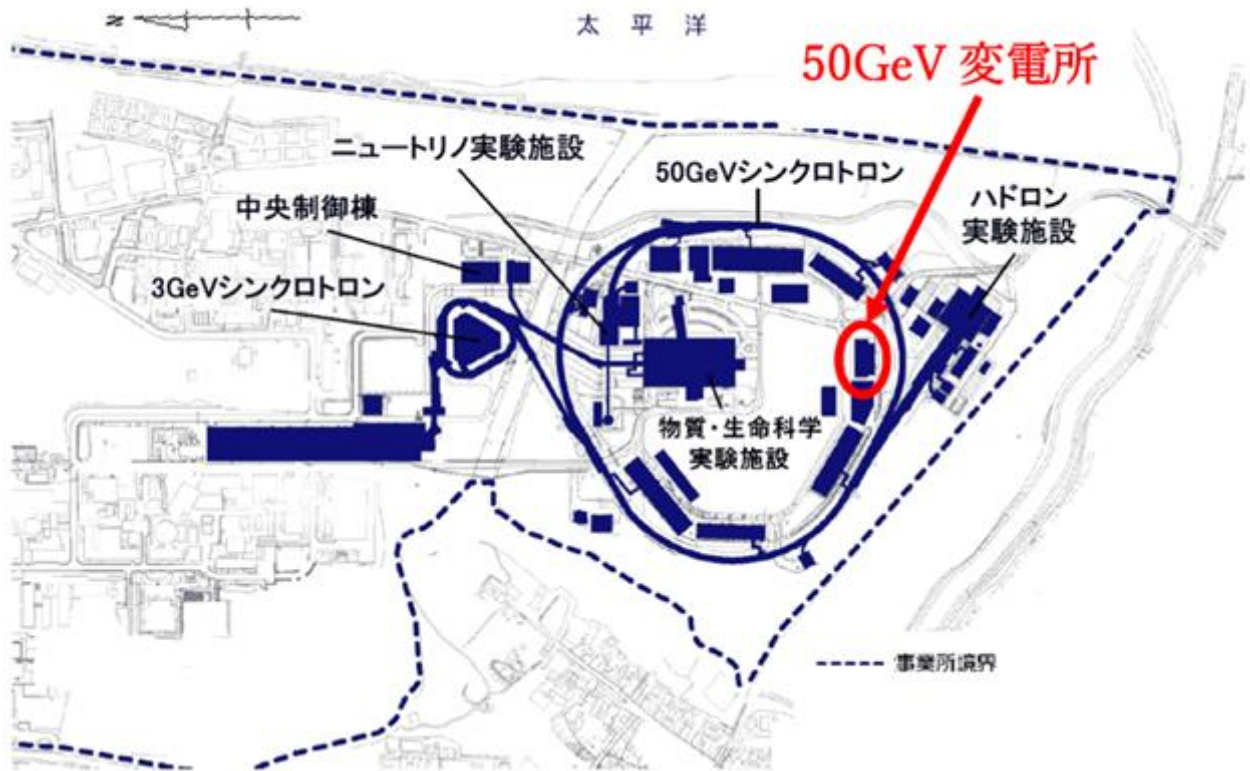 太 平 洋
50GeV 変電所
ニュートリノ実験施設
50GeVシンクロトロン
ハドロン
実験施設
中央制御棟
3GeVシンクロトロン
物質・生命科学
実験施設
事業所境界